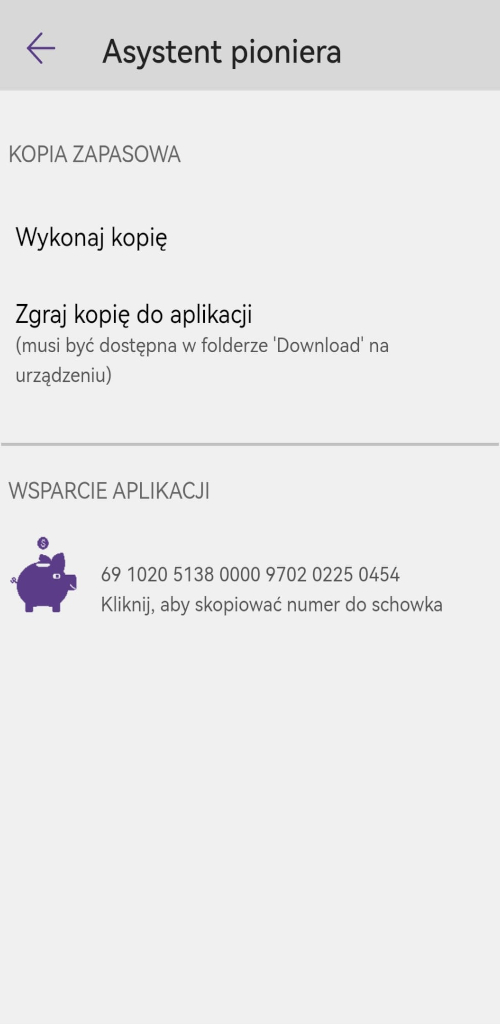 Asystent pioniera
KOPIA ZAPASOWA
Wykonaj kopię
Zgraj kopię do aplikacji
(musi być dostępna w folderze 'Download' na
urządzeniu)
WSPARCIE APLIKACJI
69 1020 5138 0000 9702 0225 0454
Kliknij, aby skopiować numer do schowka